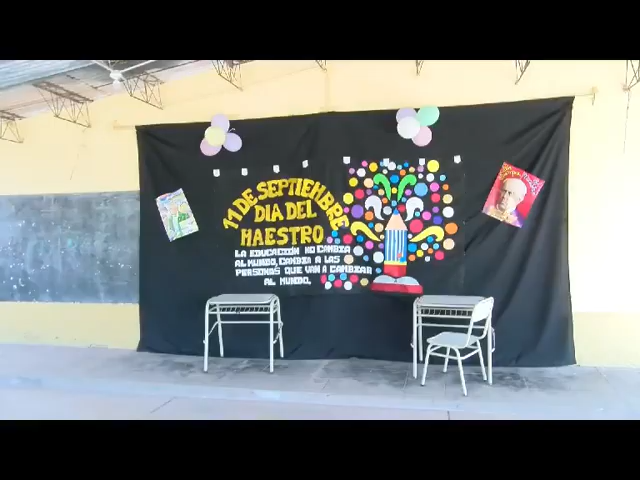 11 DE SEPTIEMBRE
DIA DEL
MAESTRO
LA EDUCACIÓN NO CAMBIA
AL MUNDO, CAMBIA A LAS
PERSONAS QUE VAN A CAMBIAR
AL MUNDO.